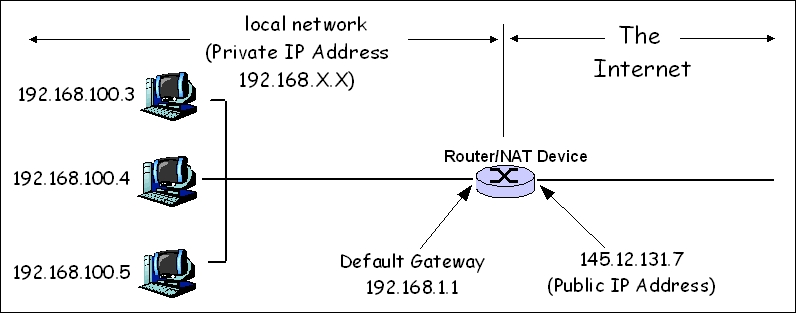 local network
(Private IP Address
192.168.X.X)
The
Internet
192.168.100.3
192.168.100.4
192.168.100.5
Router/NAT Device
Default Gateway
192.168.1.1
145.12.131.7
(Public IP Address)